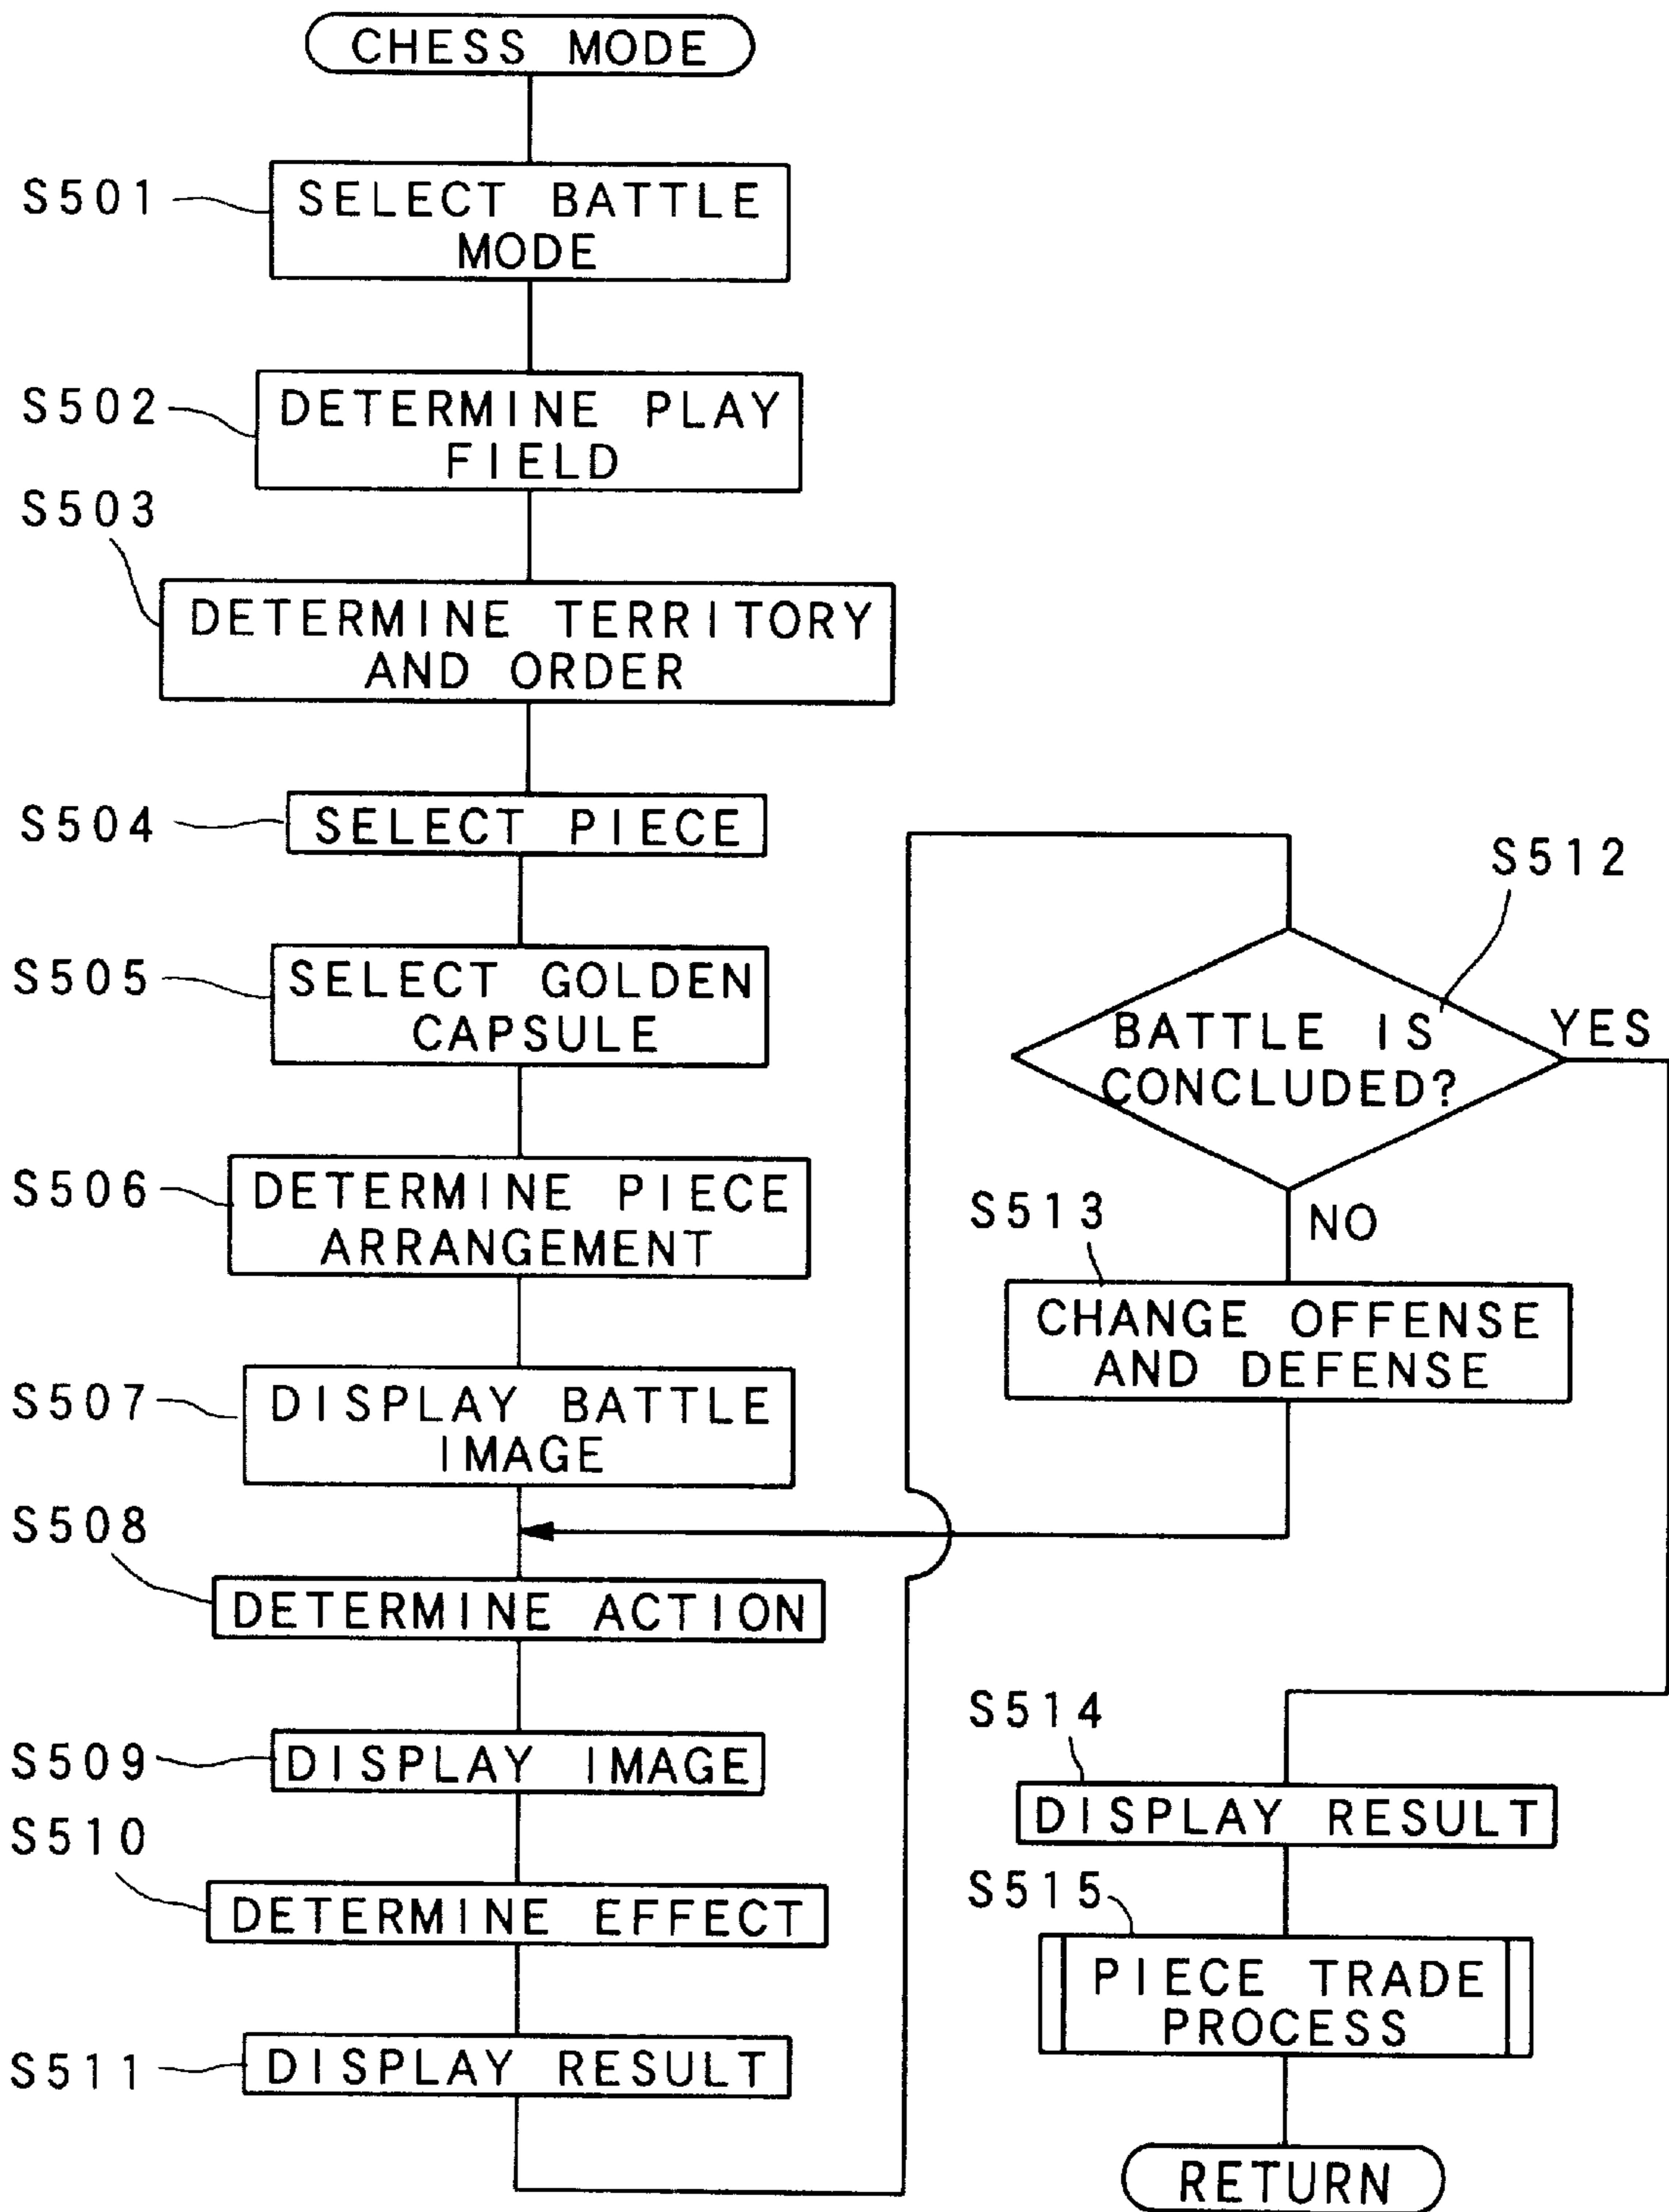 CHESS MODE
S501
SELECT BATTLE
MODE
S502
DETERMINE PLAY
FIELD
S503
DETERMINE TERRITORY
AND ORDER
S504
SELECT PIECE
S505
SELECT GOLDEN
CAPSULE
S506
DETERMINE PIECE
ARRANGEMENT
S507
DISPLAY BATTLE
IMAGE
S508
DETERMINE ACTION
S509
DISPLAY IMAGE
S510
DETERMINE EFFECT
S511
DISPLAY RESULT
S512
BATTLE IS
CONCLUDED?
YES
NO
S513
CHANGE OFFENSE
AND DEFENSE
S514
DISPLAY RESULT
S515
PIECE TRADE
PROCESS
RETURN